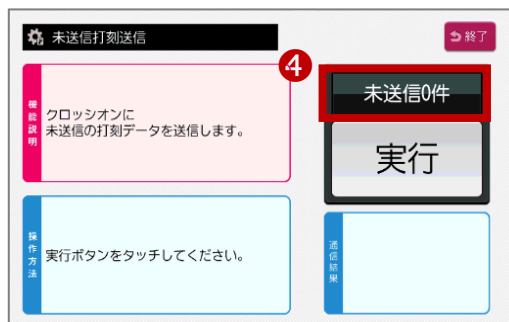 未送信打刻送信
終了
4
機能説明
クロッシオンに
未送信の打刻データを送信します。
未送信0件
実行
操作方法
実行ボタンをタッチしてください。
通信結果